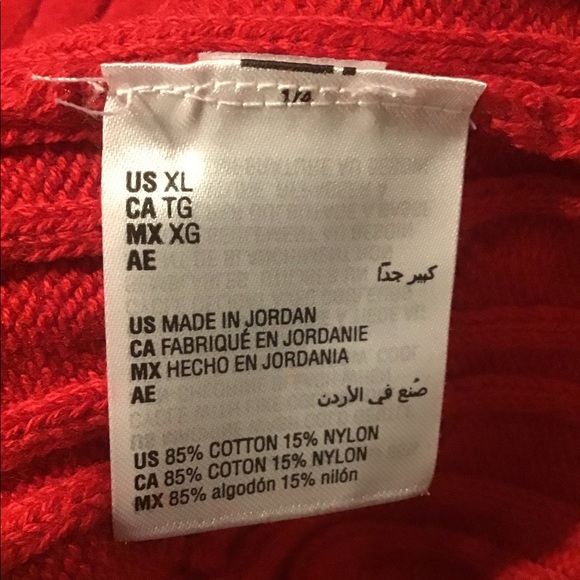 1/4
US XL
CA TG
MX XG
AE
كبير جداً
US MADE IN JORDAN
CA FABRIQUÉ EN JORDANIE
MX HECHO EN JORDANIA
AE
صُنع في الأردن
US 85% COTTON 15% NYLON
CA 85% COTON 15% NYLON
MX 85% algodón 15% nilón